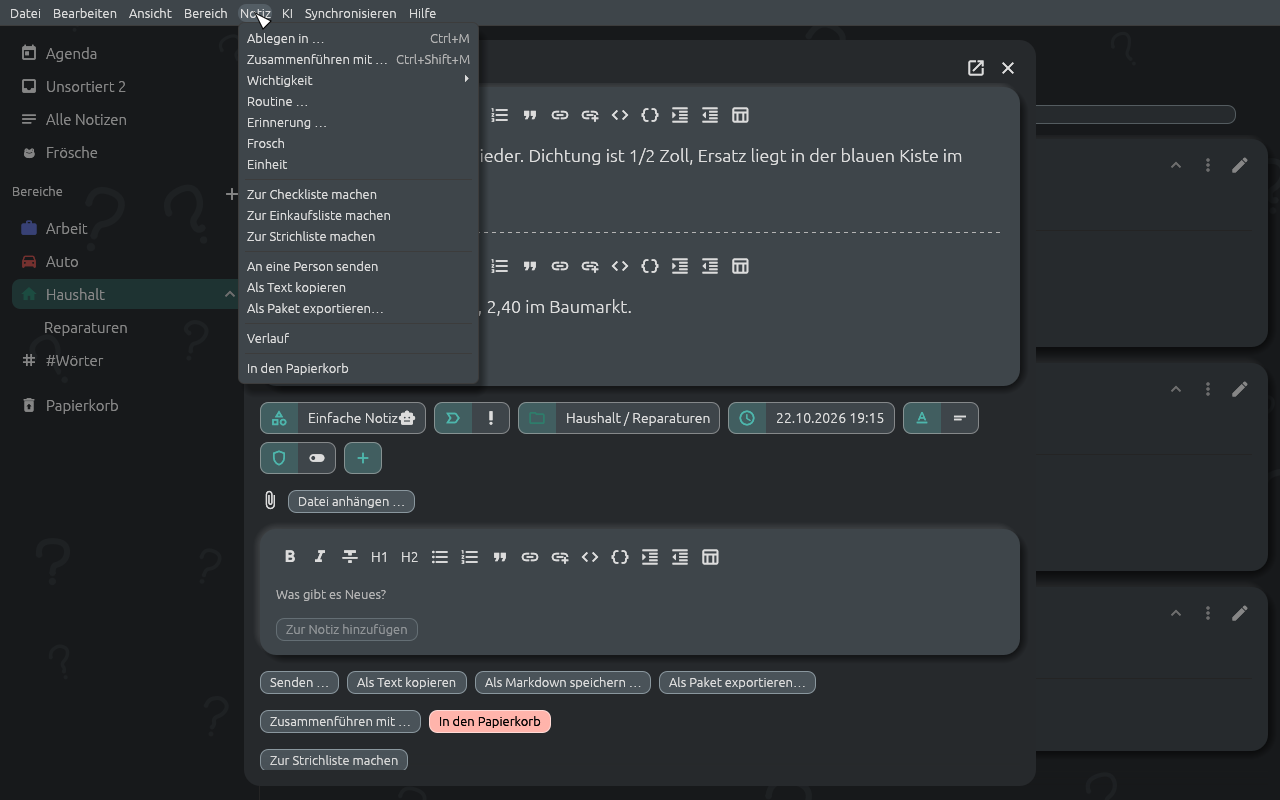 Datei Bearbeiten Ansicht Bereich Notiz KI Synchronisieren Hilfe
Agenda
Unsortiert 2
Alle Notizen
Frösche
Bereiche
Arbeit
Auto
Haushalt
Reparaturen
#Wörter
Papierkorb
Ablegen in … Ctrl+M
Zusammenführen mit … Ctrl+Shift+M
Wichtigkeit
Routine …
Erinnerung …
Frosch
Einheit
Zur Checkliste machen
Zur Einkaufsliste machen
Zur Strichliste machen
An eine Person senden
Als Text kopieren
Als Paket exportieren…
Verlauf
In den Papierkorb
ieder. Dichtung ist 1/2 Zoll, Ersatz liegt in der blauen Kiste im
, 2,40 im Baumarkt.
Einfache Notiz
Haushalt / Reparaturen
22.10.2026 19:15
Datei anhängen …
B I H1 H2
Was gibt es Neues?
Zur Notiz hinzufügen
Senden … Als Text kopieren Als Markdown speichern … Als Paket exportieren…
Zusammenführen mit … In den Papierkorb
Zur Strichliste machen